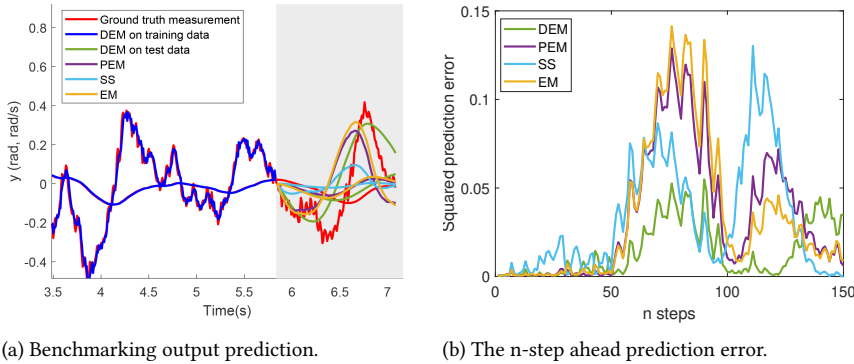 Ground truth measurement
DEM on training data
DEM on test data
PEM
SS
EM
y (rad, rad/s)
0.8
0.6
0.4
0.2
0
-0.2
-0.4
3.5
4
4.5
5
5.5
6
6.5
7
Time(s)
(a) Benchmarking output prediction.
DEM
PEM
SS
EM
Squared prediction error
0.15
0.1
0.05
0
0
50
100
150
n steps
(b) The n-step ahead prediction error.